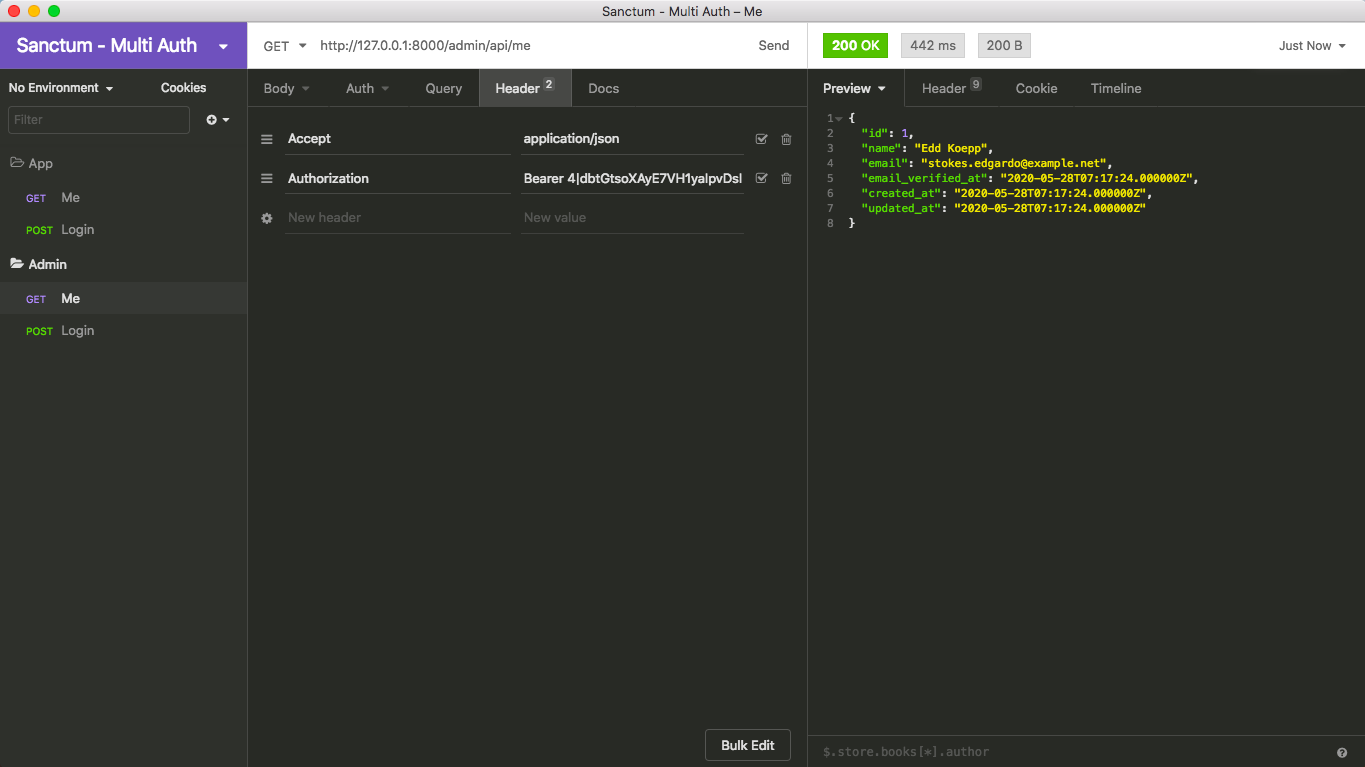 Sanctum - Multi Auth – Me
Sanctum - Multi Auth
GET http://127.0.0.1:8000/admin/api/me Send
200 OK 442 ms 200 B Just Now
No Environment Cookies
Filter
App
GET Me
POST Login
Admin
GET Me
POST Login
Body Auth Query Header 2 Docs
Accept application/json
Authorization Bearer 4|dbtGtsoXAyE7VH1yaIpvDsI
New header New value
Bulk Edit
Preview Header 9 Cookie Timeline
1 {
2 "id": 1,
3 "name": "Edd Koepp",
4 "email": "stokes.edgardo@example.net",
5 "email_verified_at": "2020-05-28T07:17:24.000000Z",
6 "created_at": "2020-05-28T07:17:24.000000Z",
7 "updated_at": "2020-05-28T07:17:24.000000Z"
8 }
$.store.books[*].author